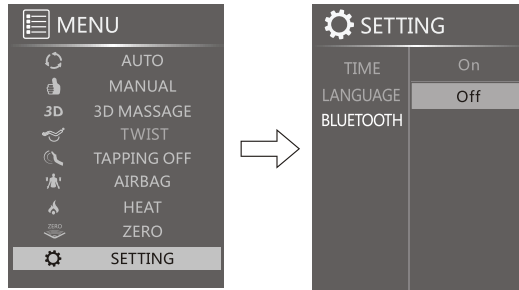 MENU
AUTO
MANUAL
3D 3D MASSAGE
TWIST
TAPPING OFF
AIRBAG
HEAT
ZERO ZERO
SETTING
SETTING
TIME
LANGUAGE
BLUETOOTH
On
Off